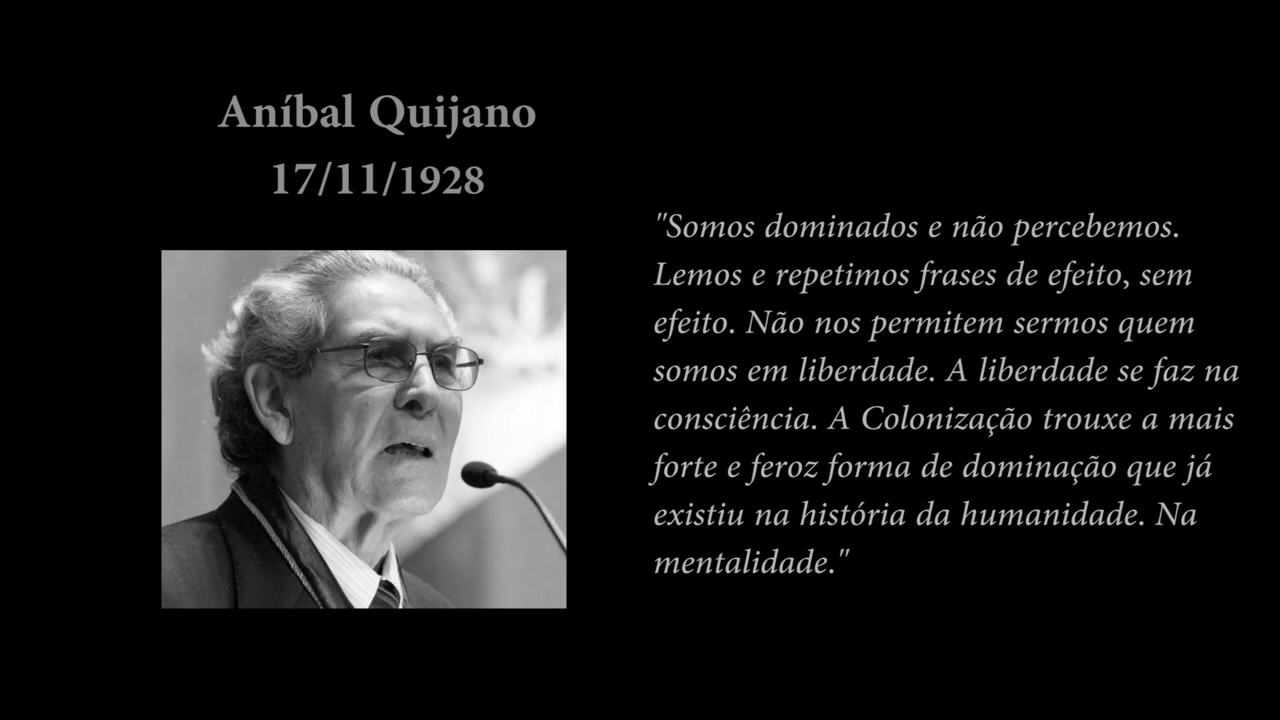 Aníbal Quijano
17/11/1928
"Somos dominados e não percebemos.
Lemos e repetimos frases de efeito, sem
efeito. Não nos permitem sermos quem
somos em liberdade. A liberdade se faz na
consciência. A Colonização trouxe a mais
forte e feroz forma de dominação que já
existiu na história da humanidade. Na
mentalidade."